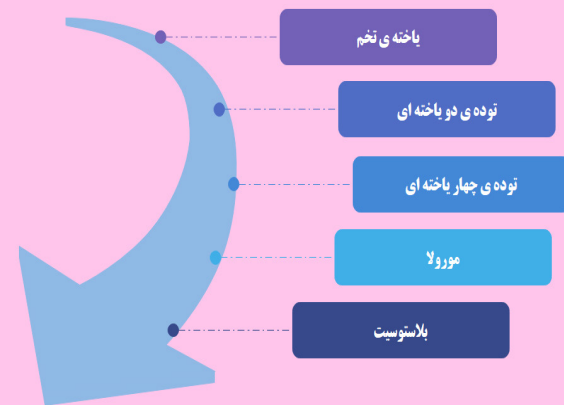 یاخته ی تخم
توده ی دو یاخته ای
توده ی چهار یاخته ای
مورولا
بلاستوسیت